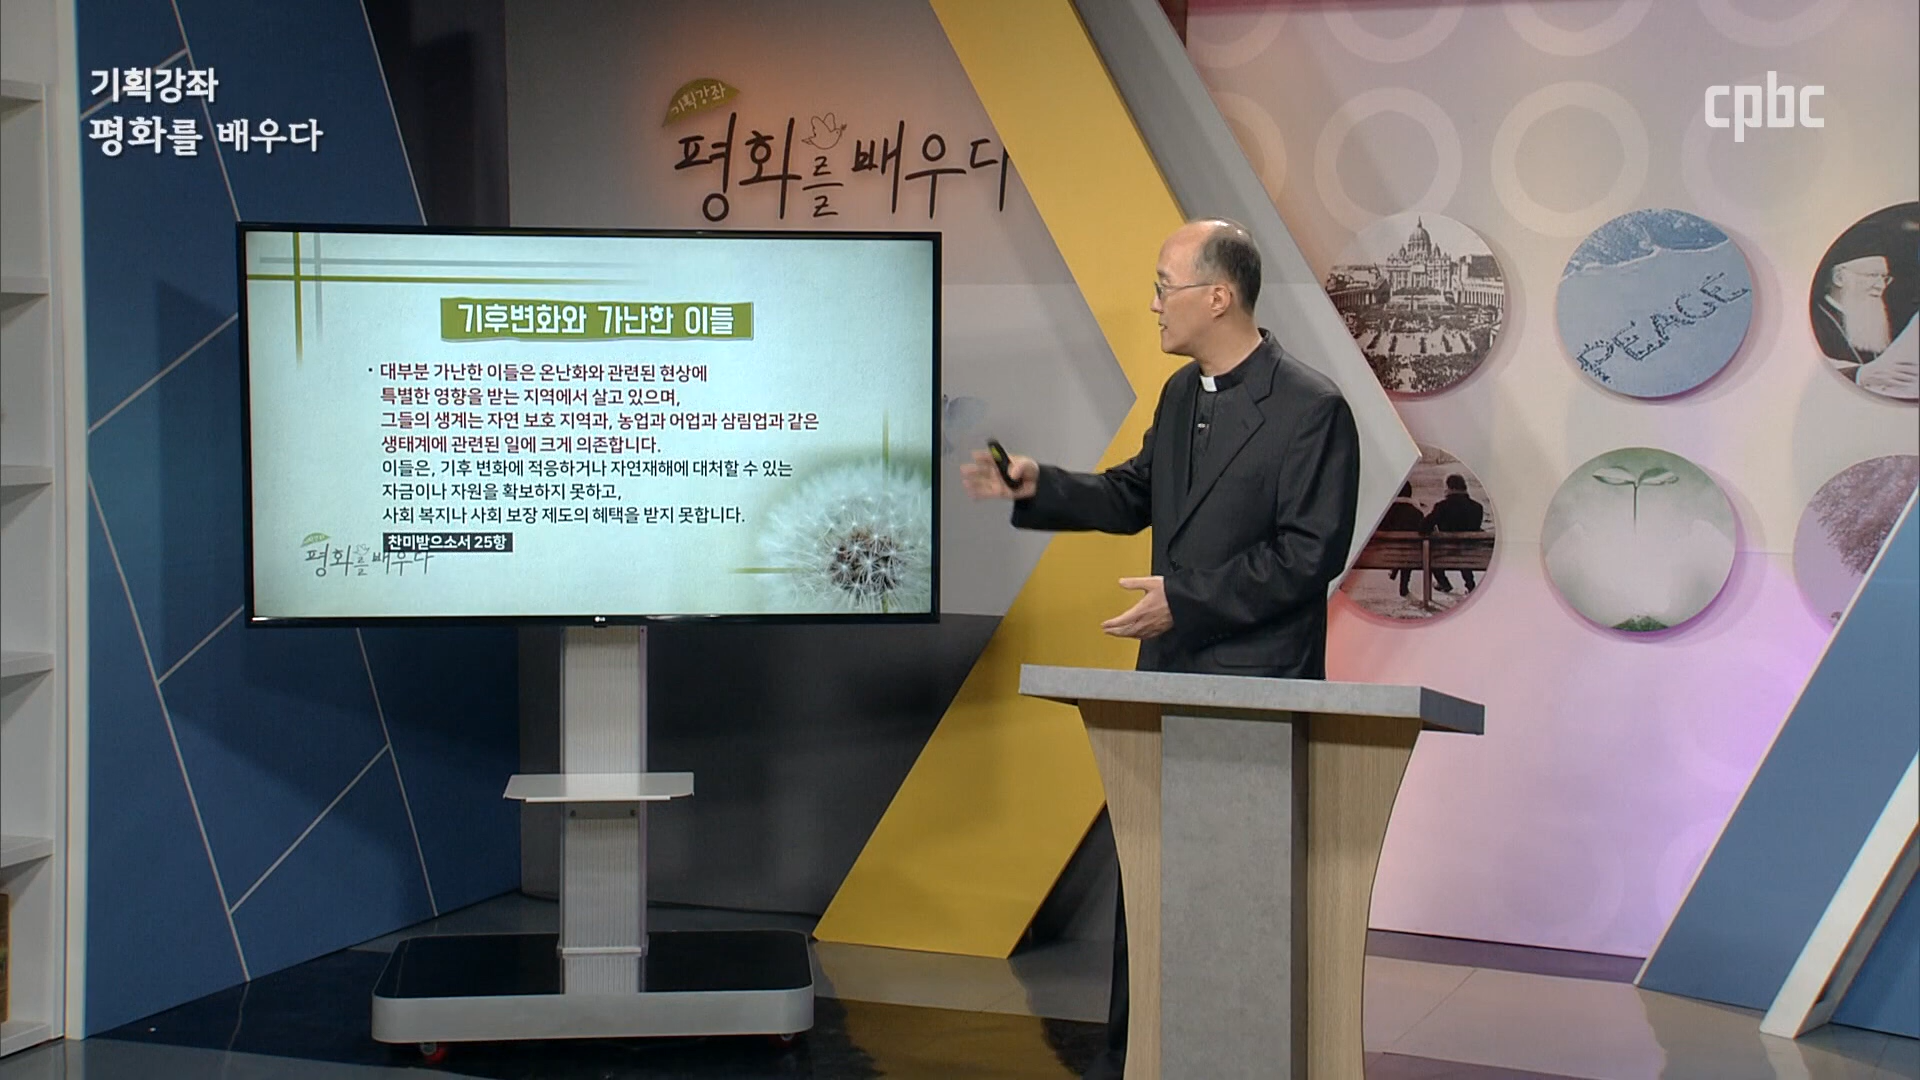 기획강좌
평화를 배우다
cpbc
기획강좌
평화를 배우다
기후변화와 가난한 이들
· 대부분 가난한 이들은 온난화와 관련된 현상에
특별한 영향을 받는 지역에서 살고 있으며,
그들의 생계는 자연 보호 지역과, 농업과 어업과 삼림업과 같은
생태계에 관련된 일에 크게 의존합니다.
이들은, 기후 변화에 적응하거나 자연재해에 대처할 수 있는
자금이나 자원을 확보하지 못하고,
사회 복지나 사회 보장 제도의 혜택을 받지 못합니다.
찬미받으소서 25항
평화를 배우다
LG
PEACE